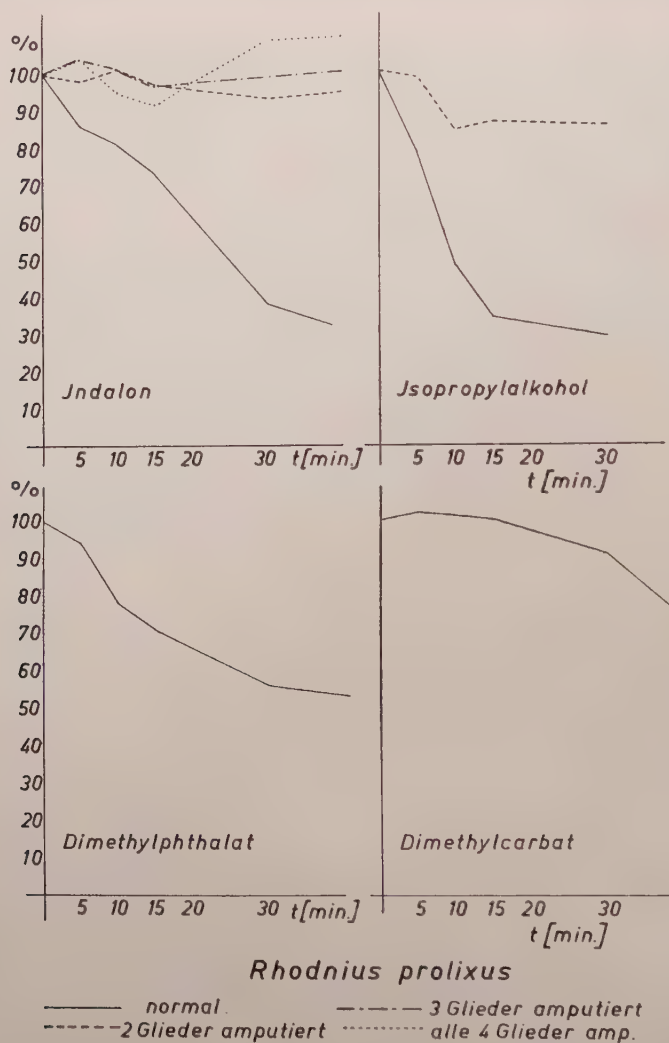 %
100
90
80
70
60
50
40
30
20
10
Jndalon
5 10 15 20 30 t[min.]
Jsopropylalkohol
5 10 15 20 30
t [min.]
%
100
90
80
70
60
50
40
30
20
10
Dimethylphthalat
5 10 15 20 30 t[min.]
Dimethylcarbat
5 10 15 20 30
t [min.]
Rhodnius prolixus
normal. 3 Glieder amputiert
2 Glieder amputiert alle 4 Glieder amp.